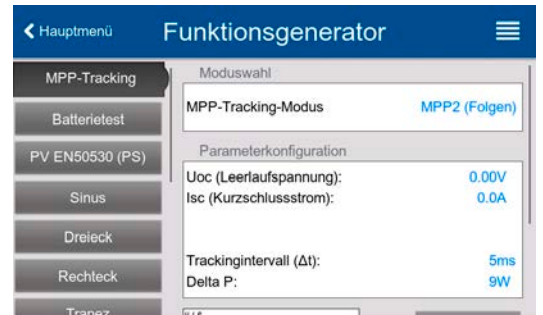 Hauptmenü
Funktionsgenerator
MPP-Tracking
Batterietest
PV EN50530 (PS)
Sinus
Dreieck
Rechteck
Trapez
Moduswahl
MPP-Tracking-Modus MPP2 (Folgen)
Parameterkonfiguration
Uoc (Leerlaufspannung): 0.00V
Isc (Kurzschlussstrom): 0.0A
Trackingintervall (Δt): 5ms
Delta P: 9W